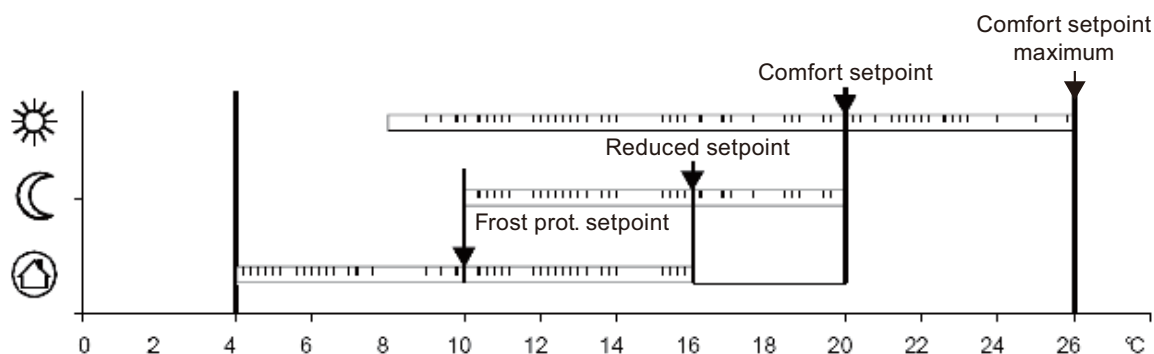 Comfort setpoint
maximum
Comfort setpoint
Reduced setpoint
Frost prot. setpoint
0 2 4 6 8 10 12 14 16 18 20 22 24 26 °C